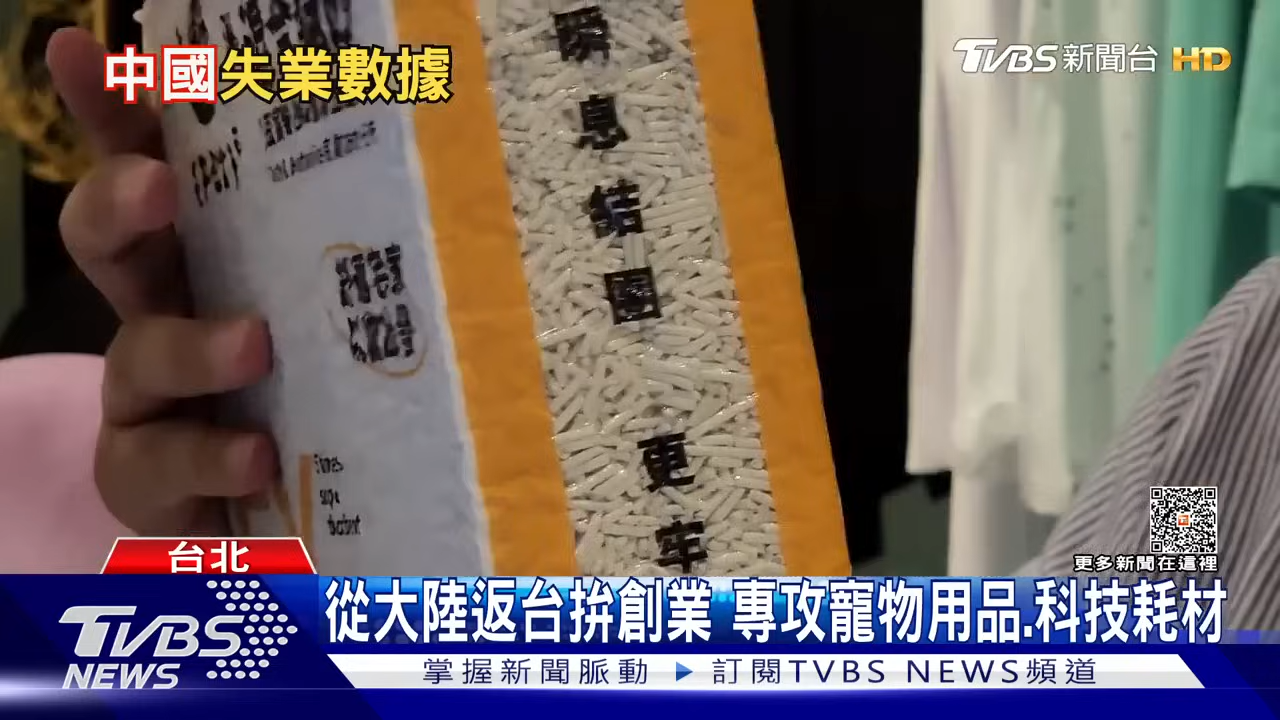 中國失業數據
TVBS新聞台 HD
瞬息結團 更牢
更多新聞在這裡
台北
從大陸返台拚創業 專攻寵物用品.科技耗材
TVBS
NEWS
掌握新聞脈動 ▶ 訂閱TVBS NEWS頻道